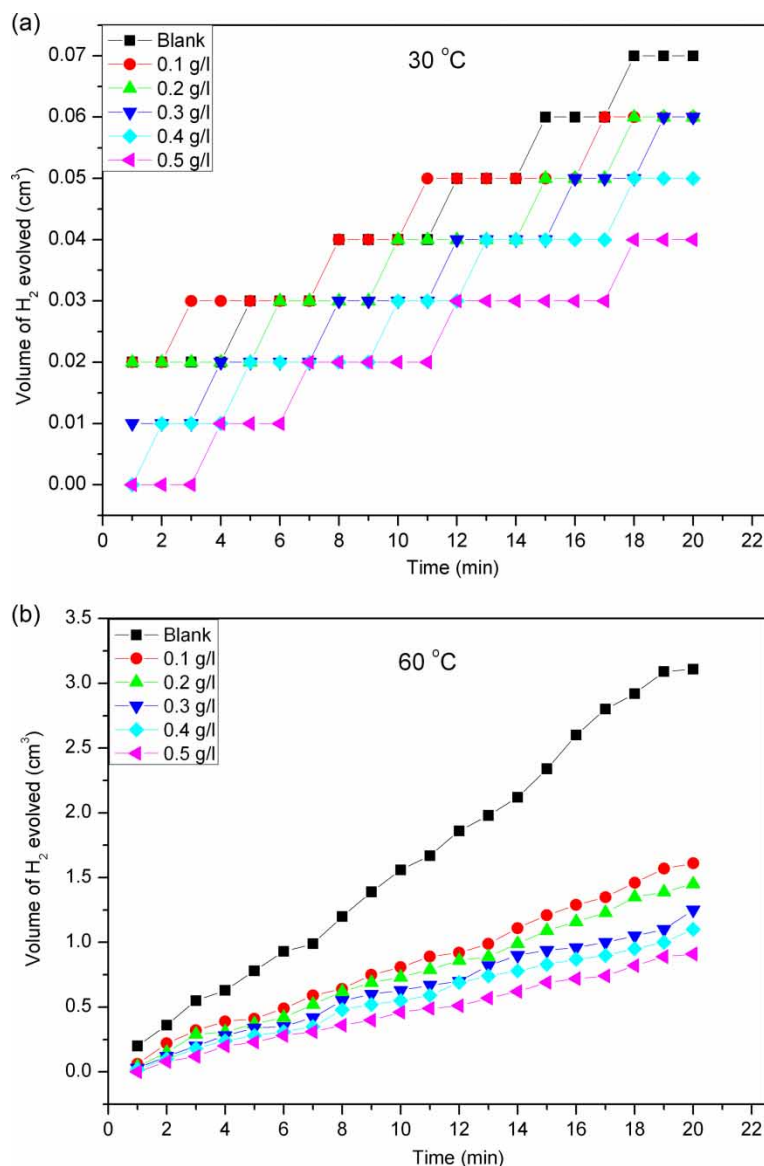 (a)
Blank
0.1 g/l
0.2 g/l
0.3 g/l
0.4 g/l
0.5 g/l
30 °C
0.07
0.06
0.05
0.04
0.03
0.02
0.01
0.00
Volume of H₂ evolved (cm³)
0 2 4 6 8 10 12 14 16 18 20 22
Time (min)
(b)
Blank
0.1 g/l
0.2 g/l
0.3 g/l
0.4 g/l
0.5 g/l
60 °C
3.5
3.0
2.5
2.0
1.5
1.0
0.5
0.0
Volume of H₂ evolved (cm³)
0 2 4 6 8 10 12 14 16 18 20 22
Time (min)